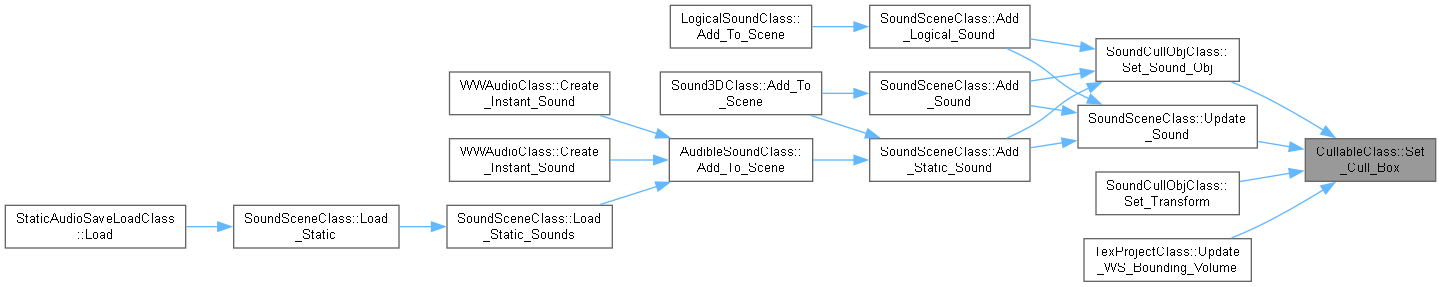 LogicalSoundClass::
Add_To_Scene
SoundSceneClass::Add
_Logical_Sound
SoundCullObjClass::
Set_Sound_Obj
WWAudioClass::Create
_Instant_Sound
Sound3DClass::Add_To
_Scene
SoundSceneClass::Add
_Sound
SoundSceneClass::Update
_Sound
WWAudioClass::Create
_Instant_Sound
AudibleSoundClass::
Add_To_Scene
SoundSceneClass::Add
_Static_Sound
CullableClass::Set
_Cull_Box
SoundCullObjClass::
Set_Transform
StaticAudioSaveLoadClass
::Load
SoundSceneClass::Load
_Static
SoundSceneClass::Load
_Static_Sounds
TexProjectClass::Update
_WS_Bounding_Volume